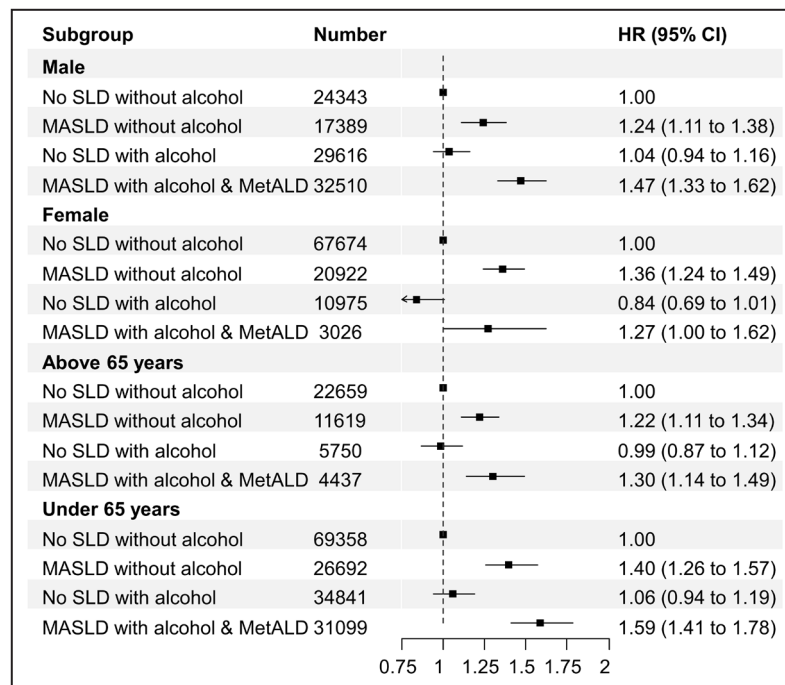 Subgroup Number HR (95% CI)
Male
No SLD without alcohol 24343 1.00
MASLD without alcohol 17389 1.24 (1.11 to 1.38)
No SLD with alcohol 29616 1.04 (0.94 to 1.16)
MASLD with alcohol & MetALD 32510 1.47 (1.33 to 1.62)
Female
No SLD without alcohol 67674 1.00
MASLD without alcohol 20922 1.36 (1.24 to 1.49)
No SLD with alcohol 10975 0.84 (0.69 to 1.01)
MASLD with alcohol & MetALD 3026 1.27 (1.00 to 1.62)
Above 65 years
No SLD without alcohol 22659 1.00
MASLD without alcohol 11619 1.22 (1.11 to 1.34)
No SLD with alcohol 5750 0.99 (0.87 to 1.12)
MASLD with alcohol & MetALD 4437 1.30 (1.14 to 1.49)
Under 65 years
No SLD without alcohol 69358 1.00
MASLD without alcohol 26692 1.40 (1.26 to 1.57)
No SLD with alcohol 34841 1.06 (0.94 to 1.19)
MASLD with alcohol & MetALD 31099 1.59 (1.41 to 1.78)
0.75 1 1.25 1.5 1.75 2